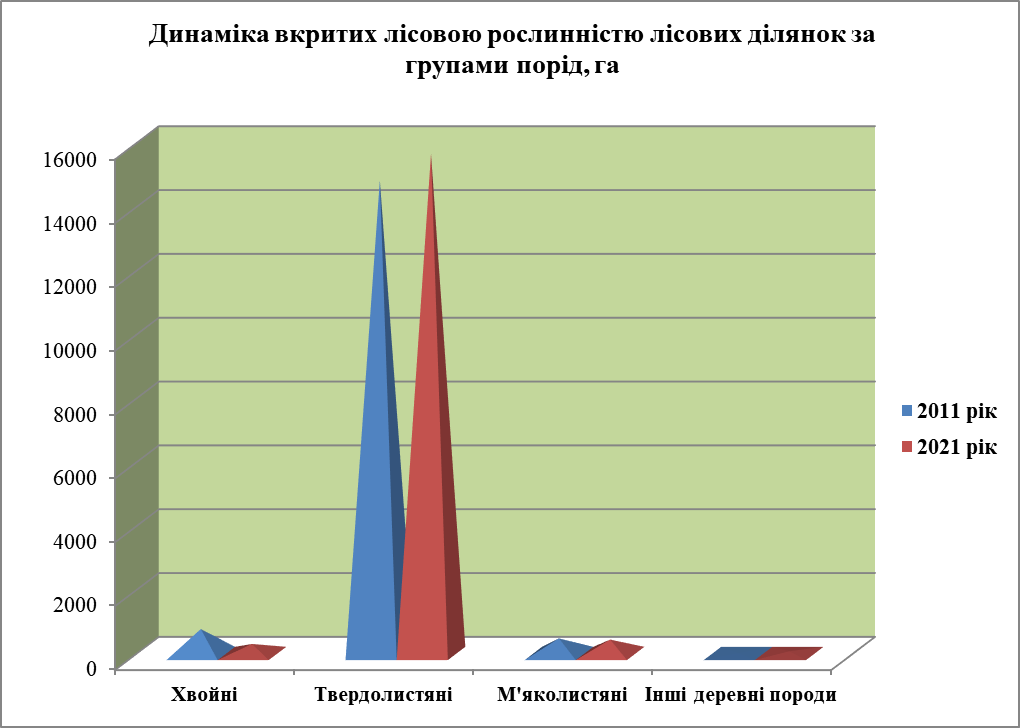 Динаміка вкритих лісовою рослинністю лісових ділянок за
групами порід, га
16000
14000
12000
10000
8000
6000
4000
2000
0
Хвойні
Твердолистяні
М'яколистяні
Інші деревні породи
2011 рік
2021 рік